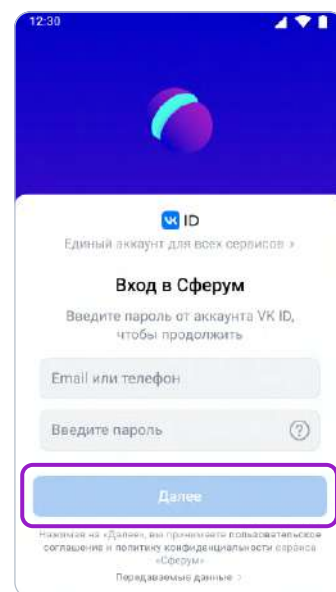 12:30
VK ID
Единый аккаунт для всех сервисов >
Вход в Сферум
Введите пароль от аккаунта VK ID,
чтобы продолжить
Email или телефон
Введите пароль
Далее
Нажимая на «Далее», вы принимаете пользовательское
соглашение и политику конфиденциальности сервиса
«Сферум»
Передаваемые данные >